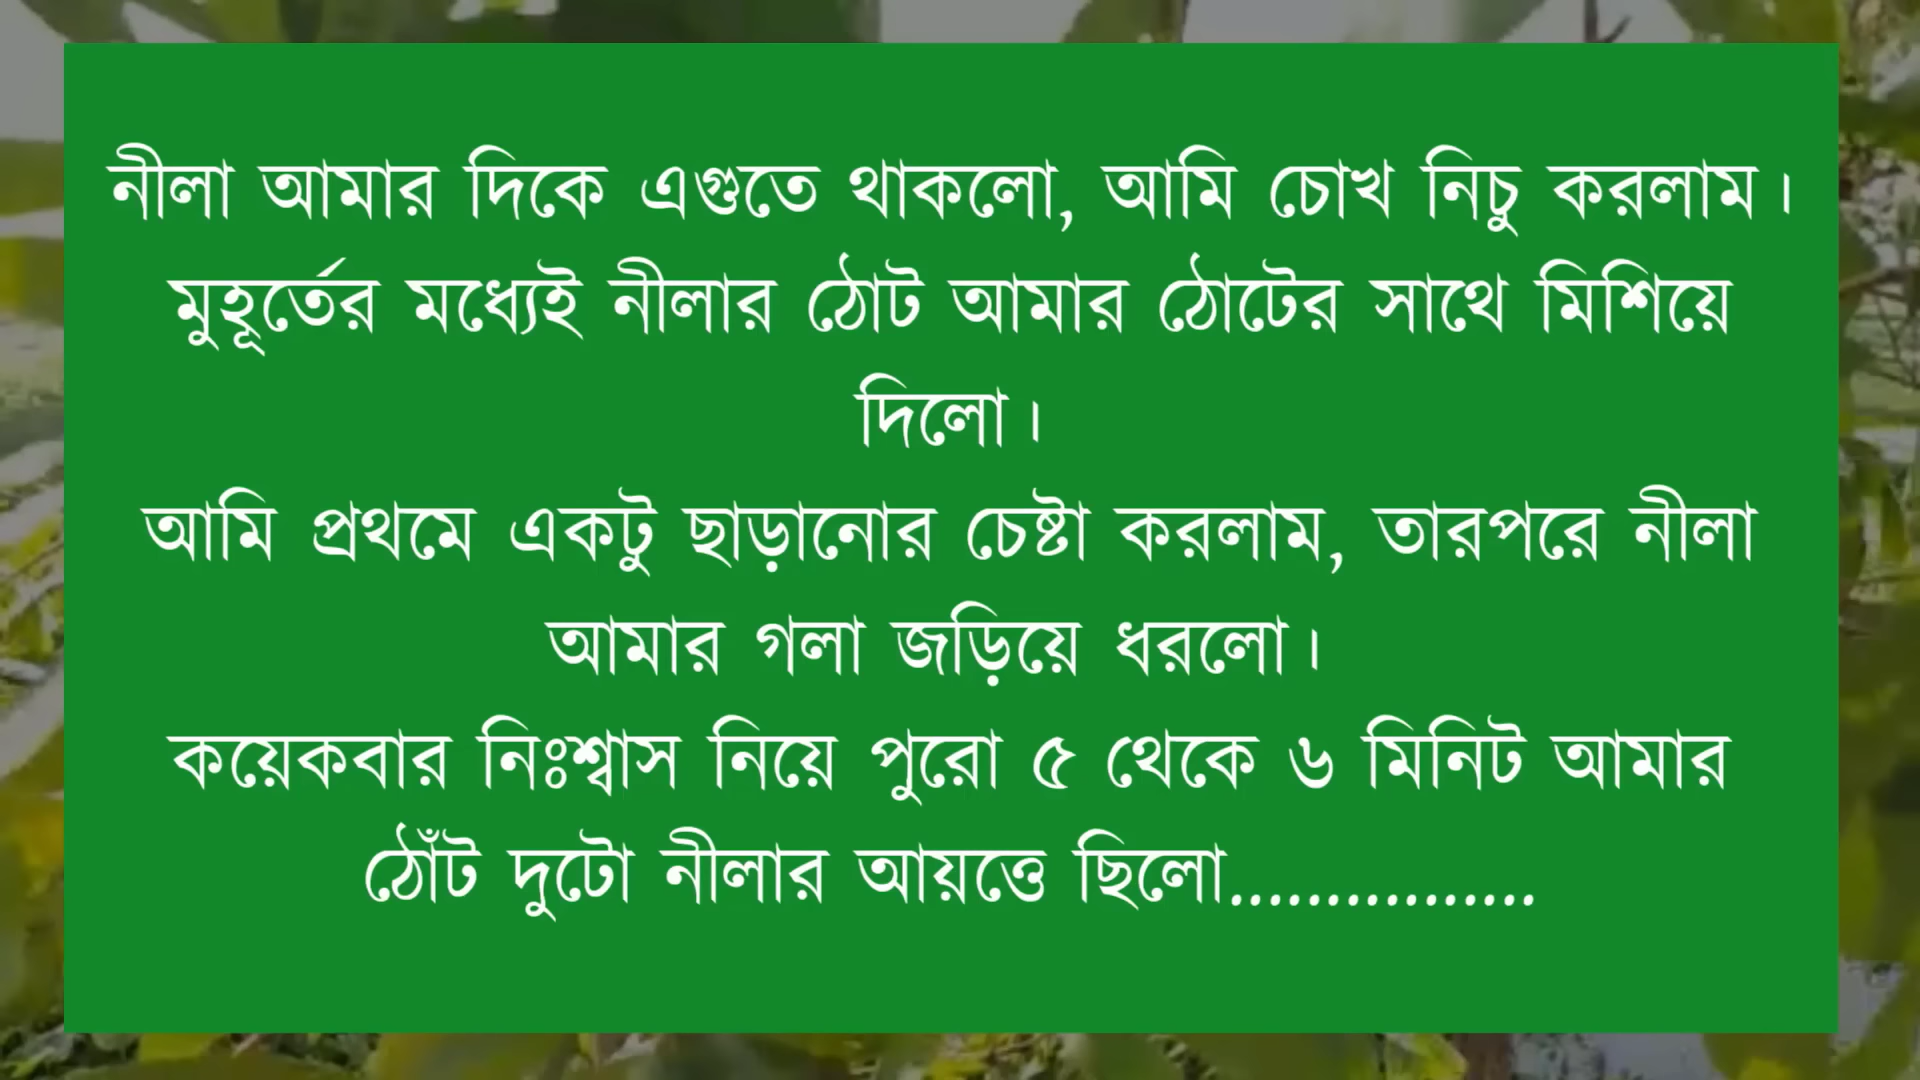 নীলা আমার দিকে এগুতে থাকলো, আমি চোখ নিচু করলাম।
মুহূর্তের মধ্যেই নীলার ঠোট আমার ঠোটের সাথে মিশিয়ে
দিলো।
আমি প্রথমে একটু ছাড়ানোর চেষ্টা করলাম, তারপরে নীলা
আমার গলা জড়িয়ে ধরলো।
কয়েকবার নিঃশ্বাস নিয়ে পুরো ৫ থেকে ৬ মিনিট আমার
ঠোঁট দুটো নীলার আয়ত্তে ছিলো................